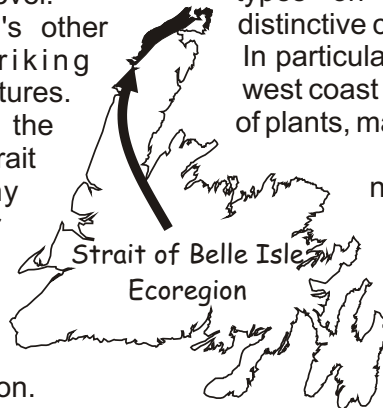 's other
riking
tures.
the
rait
on.
Strait of Belle Isle
Ecoregion
types on
distinctive
In particula
west coast
of plants, ma
n